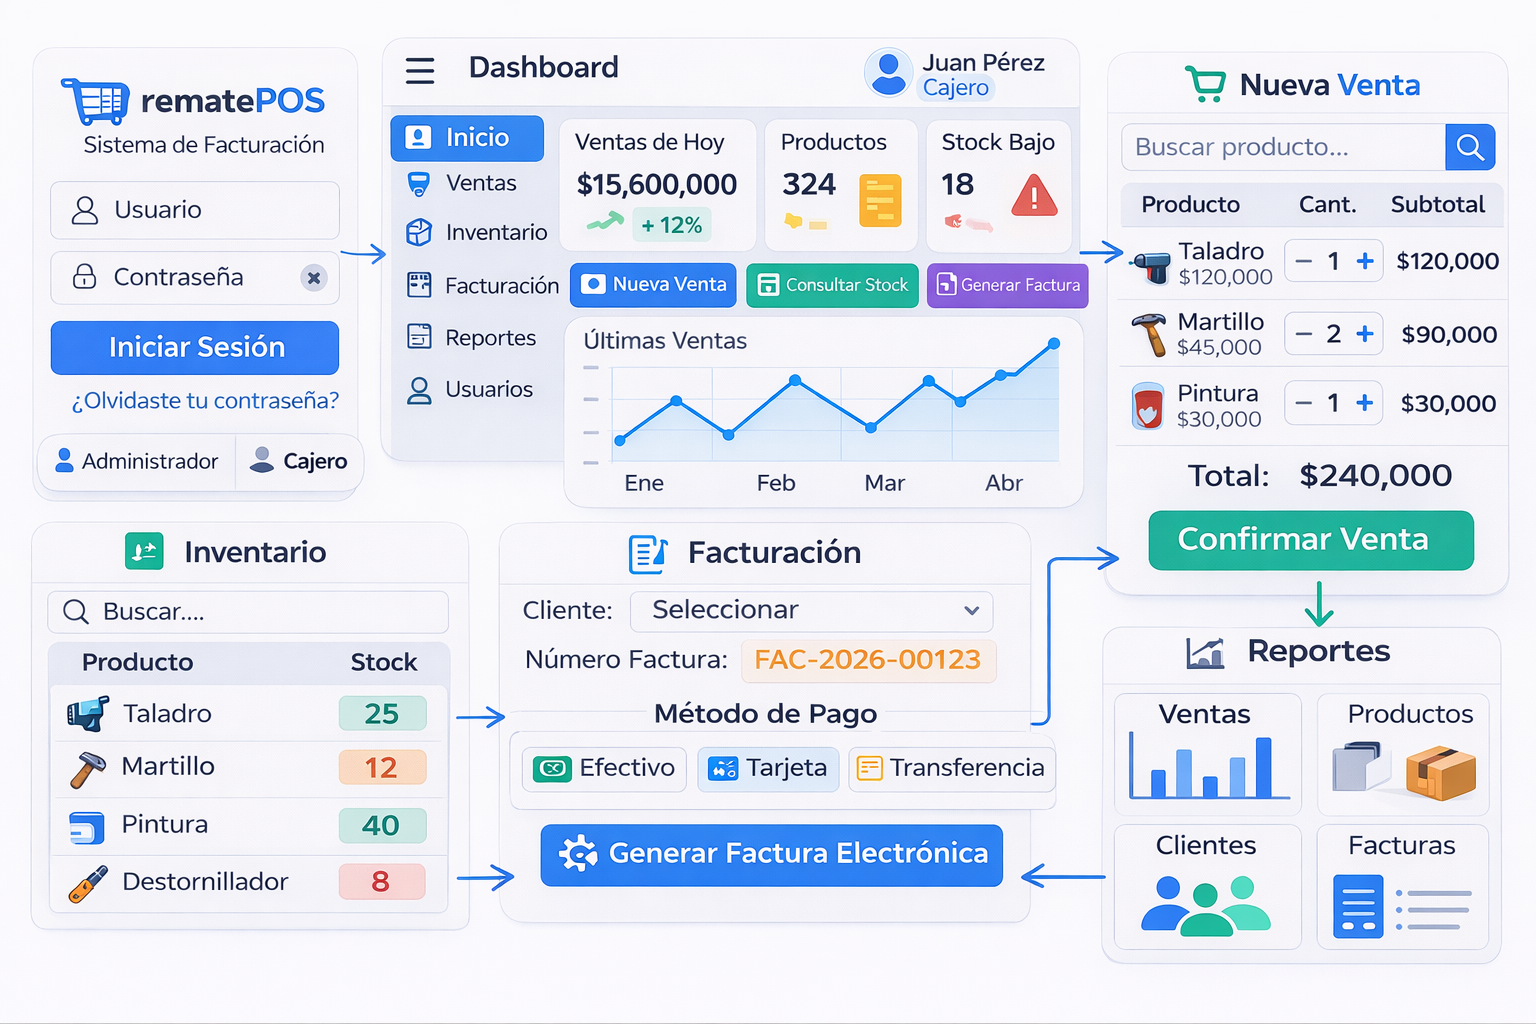 rematePOS
Sistema de Facturación
Usuario
Contraseña
Iniciar Sesión
¿Olvidaste tu contraseña?
Administrador
Cajero
Dashboard
Juan Pérez
Cajero
Inicio
Ventas
Inventario
Facturación
Reportes
Usuarios
Ventas de Hoy
$15,600,000
+ 12%
Productos
324
Stock Bajo
18
Nueva Venta
Consultar Stock
Generar Factura
Últimas Ventas
Ene Feb Mar Abr
Nueva Venta
Buscar producto...
Producto Cant. Subtotal
Taladro
$120,000
− 1 + $120,000
Martillo
$45,000
− 2 + $90,000
Pintura
$30,000
− 1 + $30,000
Total: $240,000
Confirmar Venta
Inventario
Buscar....
Producto Stock
Taladro 25
Martillo 12
Pintura 40
Destornillador 8
Facturación
Cliente: Seleccionar
Número Factura: FAC-2026-00123
Método de Pago
Efectivo
Tarjeta
Transferencia
Generar Factura Electrónica
Reportes
Ventas
Productos
Clientes
Facturas